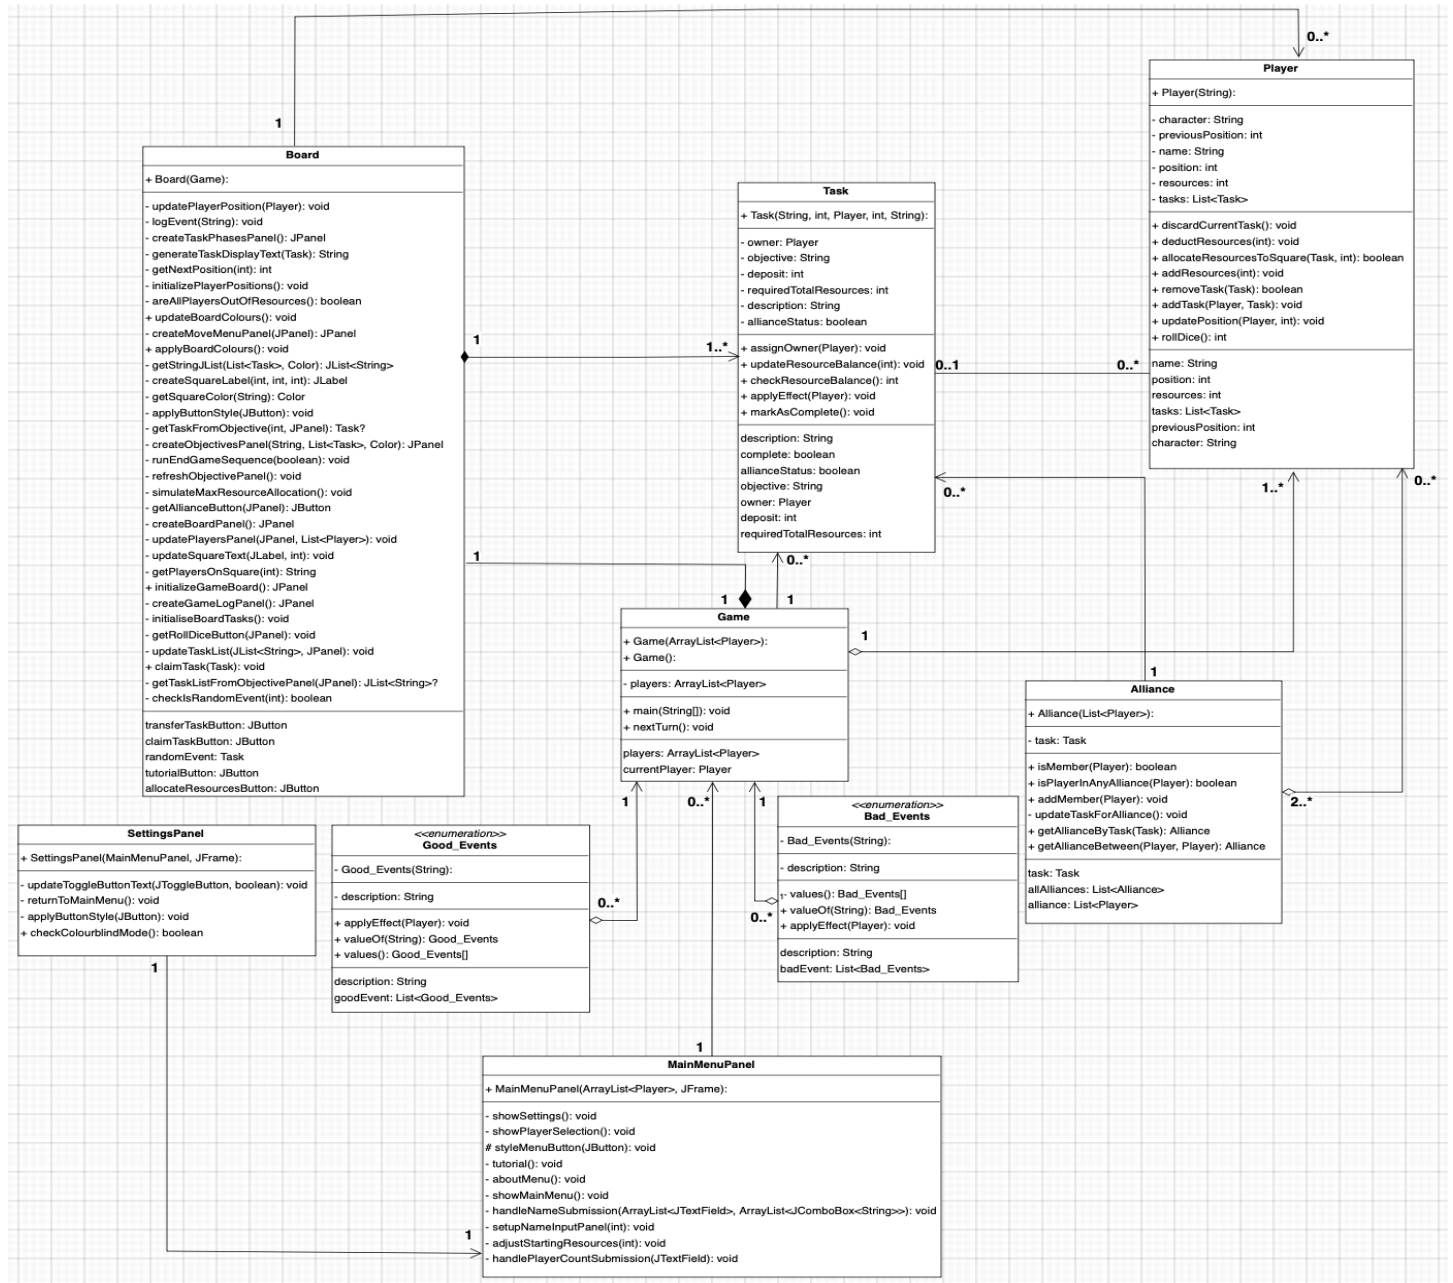 0..*
Player
+ Player(String):
- character: String
- previousPosition: int
- name: String
- position: int
- resources: int
- tasks: List<Task>
+ discardCurrentTask(): void
+ deductResources(int): void
+ allocateResourcesToSquare(Task, int): boolean
+ addResources(int): void
+ removeTask(Task): boolean
+ addTask(Player, Task): void
+ updatePosition(Player, int): void
+ rollDice(): int
name: String
position: int
resources: int
tasks: List<Task>
previousPosition: int
character: String
1
Board
+ Board(Game):
- updatePlayerPosition(Player): void
- logEvent(String): void
- createTaskPhasesPanel(): JPanel
- generateTaskDisplayText(Task): String
- getNextPosition(int): int
- initializePlayerPositions(): void
- areAllPlayersOutOfResources(): boolean
+ updateBoardColours(): void
- createMoveMenuPanel(JPanel): JPanel
+ applyBoardColours(): void
- getStringJList(List<Task>, Color): JList<String>
- createSquareLabel(int, int, int): JLabel
- getSquareColor(String): Color
- applyButtonStyle(JButton): void
- getTaskFromObjective(int, JPanel): Task?
- createObjectivesPanel(String, List<Task>, Color): JPanel
- runEndGameSequence(boolean): void
- refreshObjectivePanel(): void
- simulateMaxResourceAllocation(): void
- getAllianceButton(JPanel): JButton
- createBoardPanel(): JPanel
- updatePlayersPanel(JPanel, List<Player>): void
- updateSquareText(JLabel, int): void
- getPlayersOnSquare(int): String
+ initializeGameBoard(): JPanel
- createGameLogPanel(): JPanel
- initialiseBoardTasks(): void
- getRollDiceButton(JPanel): void
- updateTaskList(JList<String>, JPanel): void
+ claimTask(Task): void
- getTaskListFromObjectivePanel(JPanel): JList<String>?
- checkIsRandomEvent(int): boolean
transferTaskButton: JButton
claimTaskButton: JButton
randomEvent: Task
tutorialButton: JButton
allocateResourcesButton: JButton
1
1..*
Task
+ Task(String, int, Player, int, String):
- owner: Player
- objective: String
- deposit: int
- requiredTotalResources: int
- description: String
- allianceStatus: boolean
+ assignOwner(Player): void
+ updateResourceBalance(int): void
+ checkResourceBalance(): int
+ applyEffect(Player): void
+ markAsComplete(): void
description: String
complete: boolean
allianceStatus: boolean
objective: String
owner: Player
deposit: int
requiredTotalResources: int
0..1
0..*
0..*
1..*
0..*
1
0..*
1
1
Game
+ Game(ArrayList<Player>):
+ Game():
- players: ArrayList<Player>
+ main(String[]): void
+ nextTurn(): void
players: ArrayList<Player>
currentPlayer: Player
1
1
Alliance
+ Alliance(List<Player>):
- task: Task
+ isMember(Player): boolean
+ isPlayerInAnyAlliance(Player): boolean
+ addMember(Player): void
- updateTaskForAlliance(): void
+ getAllianceByTask(Task): Alliance
+ getAllianceBetween(Player, Player): Alliance
task: Task
allAlliances: List<Alliance>
alliance: List<Player>
2..*
1
0..*
1
SettingsPanel
+ SettingsPanel(MainMenuPanel, JFrame):
- updateToggleButtonText(JToggleButton, boolean): void
- returnToMainMenu(): void
- applyButtonStyle(JButton): void
+ checkColourblindMode(): boolean
1
<<enumeration>>
Good_Events
- Good_Events(String):
- description: String
+ applyEffect(Player): void
+ valueOf(String): Good_Events
+ values(): Good_Events[]
description: String
goodEvent: List<Good_Events>
0..*
<<enumeration>>
Bad_Events
- Bad_Events(String):
- description: String
- values(): Bad_Events[]
+ valueOf(String): Bad_Events
+ applyEffect(Player): void
description: String
badEvent: List<Bad_Events>
0..*
1
MainMenuPanel
+ MainMenuPanel(ArrayList<Player>, JFrame):
- showSettings(): void
- showPlayerSelection(): void
# styleMenuButton(JButton): void
- tutorial(): void
- aboutMenu(): void
- showMainMenu(): void
- handleNameSubmission(ArrayList<JTextField>, ArrayList<JComboBox<String>>): void
- setupNameInputPanel(int): void
- adjustStartingResources(int): void
- handlePlayerCountSubmission(JTextField): void
1